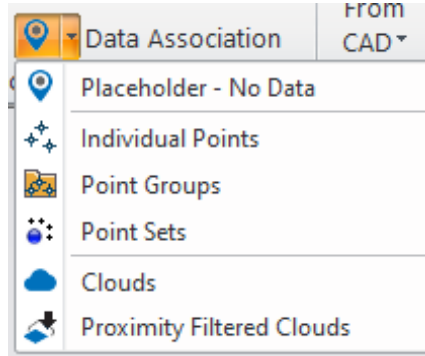 From
Data Association
CAD
Placeholder - No Data
Individual Points
Point Groups
Point Sets
Clouds
Proximity Filtered Clouds